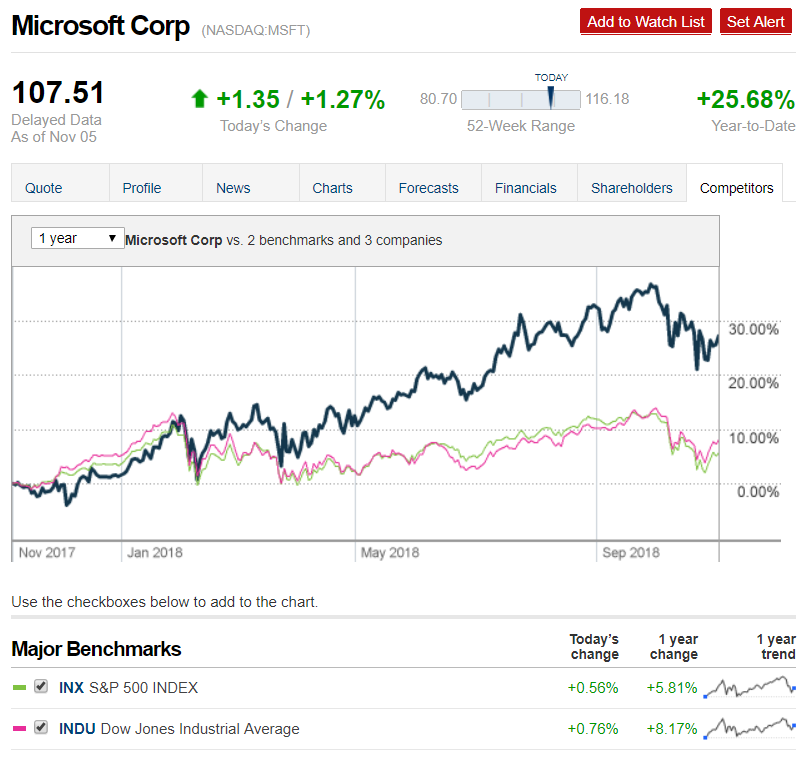 Microsoft Corp (NASDAQ:MSFT) Add to Watch List Set Alert
107.51
Delayed Data
As of Nov 05
+1.35 / +1.27%
Today's Change
TODAY
80.70 116.18
52-Week Range
+25.68%
Year-to-Date
Quote Profile News Charts Forecasts Financials Shareholders Competitors
1 year Microsoft Corp vs. 2 benchmarks and 3 companies
30.00%
20.00%
10.00%
0.00%
Nov 2017 Jan 2018 May 2018 Sep 2018
Use the checkboxes below to add to the chart.
Major Benchmarks Today's change 1 year change 1 year trend
INX S&P 500 INDEX +0.56% +5.81%
INDU Dow Jones Industrial Average +0.76% +8.17%